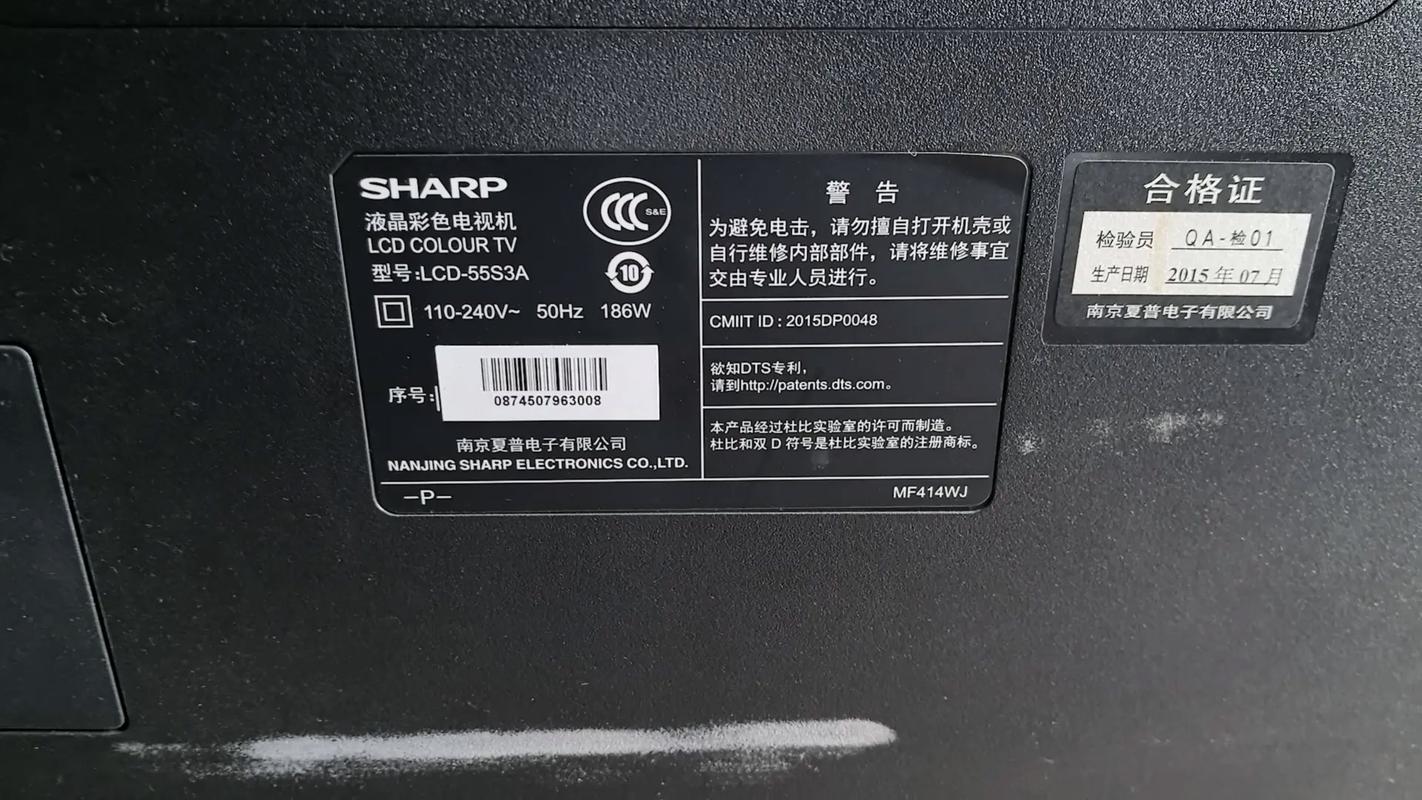 SHARP
液晶彩色电视机
LCD COLOUR TV
型号:LCD-55S3A
S&E
10
110-240V~ 50Hz 186W
序号:
0874507963008
南京夏普电子有限公司
NANJING SHARP ELECTRONICS CO.,LTD.
-P-
警 告
为避免电击，请勿擅自打开机壳或
自行维修内部部件，请将维修事宜
交由专业人员进行。
CMIIT ID : 2015DP0048
欲知DTS专利，
请到http://patents.dts.com。
本产品经过杜比实验室的许可而制造。
杜比和双 D 符号是杜比实验室的注册商标。
MF414WJ
合格证
检验员 QA-检01
生产日期 2015年07月
南京夏普电子有限公司